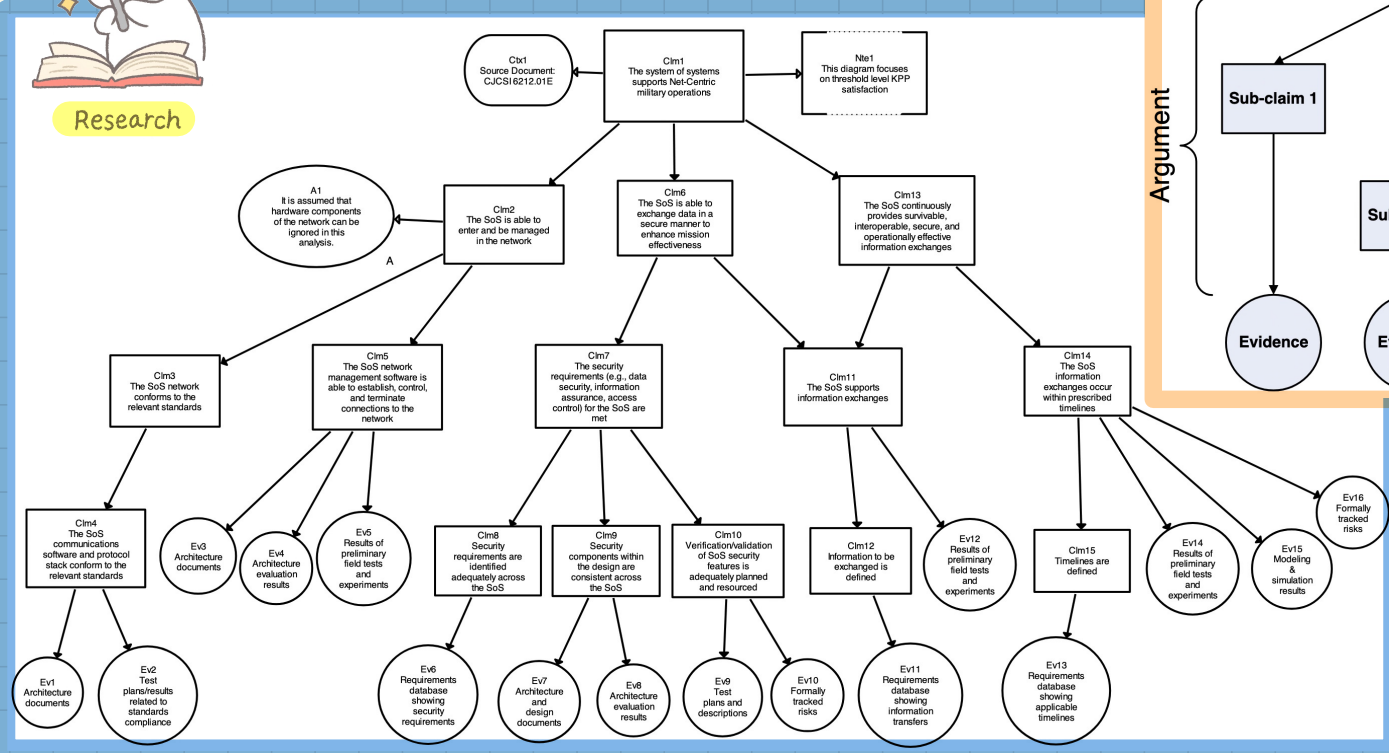 Research
Ctx1
Source Document:
CJCSI6212.01E
Clm1
The system of systems
supports Net-Centric
military operations
Nte1
This diagram focuses
on threshold level KPP
satisfaction
Argument
Sub-claim 1
Evidence
A1
It is assumed that
hardware components
of the network can be
ignored in this
analysis.
Clm2
The SoS is able to
enter and be managed
in the network
Clm6
The SoS is able to
exchange data in a
secure manner to
enhance mission
effectiveness
Clm13
The SoS continuously
provides survivable,
interoperable, secure, and
operationally effective
information exchanges
A
Clm3
The SoS network
conforms to the
relevant standards
Clm5
The SoS network
management software is
able to establish, control,
and terminate
connections to the
network
Clm7
The security
requirements (e.g., data
security, information
assurance, access
control) for the SoS are
met
Clm11
The SoS supports
information exchanges
Clm14
The SoS
information
exchanges occur
within prescribed
timelines
Clm4
The SoS
communications
software and protocol
stack conform to the
relevant standards
Ev3
Architecture
documents
Ev4
Architecture
evaluation
results
Ev5
Results of
preliminary
field tests
and
experiments
Clm8
Security
requirements are
identified
adequately across
the SoS
Clm9
Security
components within
the design are
consistent across
the SoS
Clm10
Verification/validation
of SoS security
features is
adequately planned
and resourced
Clm12
Information to be
exchanged is
defined
Ev12
Results of
preliminary
field tests
and
experiments
Clm15
Timelines are
defined
Ev14
Results of
preliminary
field tests
and
experiments
Ev15
Modeling
&
simulation
results
Ev16
Formally
tracked
risks
Ev1
Architecture
documents
Ev2
Test
plans/results
related to
standards
compliance
Ev6
Requirements
database
showing
security
requirements
Ev7
Architecture
and
design
documents
Ev8
Architecture
evaluation
results
Ev9
Test
plans and
descriptions
Ev10
Formally
tracked
risks
Ev11
Requirements
database
showing
information
transfers
Ev13
Requirements
database
showing
applicable
timelines